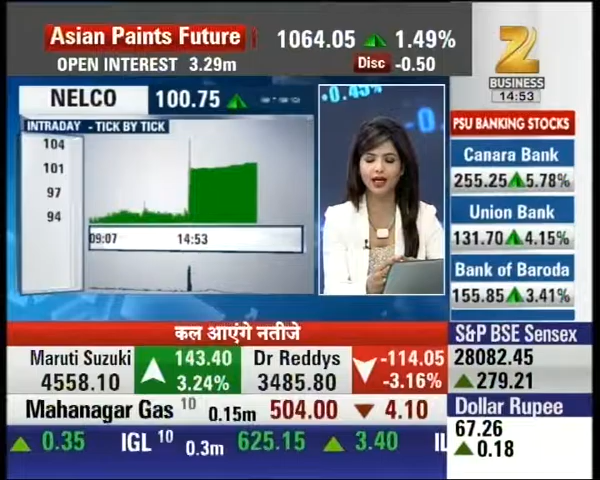 Asian Paints Future 1064.05 1.49%
OPEN INTEREST 3.29m Disc -0.50
Z
BUSINESS
14:53
NELCO 100.75
INTRADAY - TICK BY TICK
104
101
97
94
09:07 14:53
PSU BANKING STOCKS
Canara Bank
255.25 5.78%
Union Bank
131.70 4.15%
Bank of Baroda
155.85 3.41%
कल आएंगे नतीजे
Maruti Suzuki 143.40 Dr Reddys -114.05
4558.10 3.24% 3485.80 -3.16%
Mahanagar Gas 10 0.15m 504.00 4.10
0.35 IGL 10 0.3m 625.15 3.40 IL
S&P BSE Sensex
28082.45
279.21
Dollar Rupee
67.26
0.18